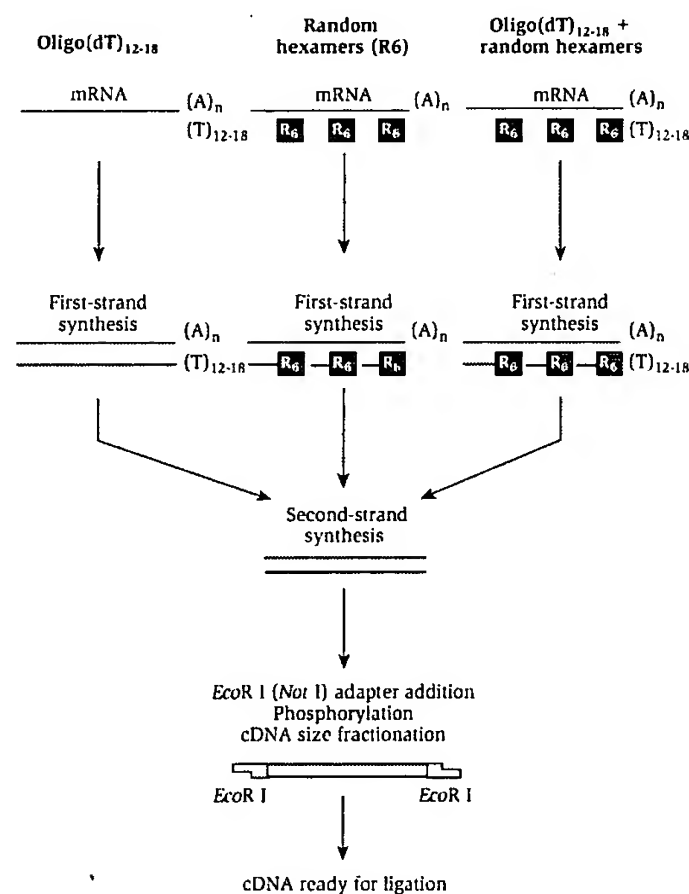 Oligo(dT)12-18
Random
hexamers (R6)
Oligo(dT)12-18 +
random hexamers
mRNA (A)n
(T)12-18
mRNA (A)n
R6 R6 R6
mRNA (A)n
R6 R6 R6 (T)12-18
First-strand
synthesis
(A)n
(T)12-18
First-strand
synthesis
(A)n
R6 R6 R6
First-strand
synthesis
(A)n
R6 R6 R6 (T)12-18
Second-strand
synthesis
EcoR I (Not I) adapter addition
Phosphorylation
cDNA size fractionation
EcoR I EcoR I
cDNA ready for ligation